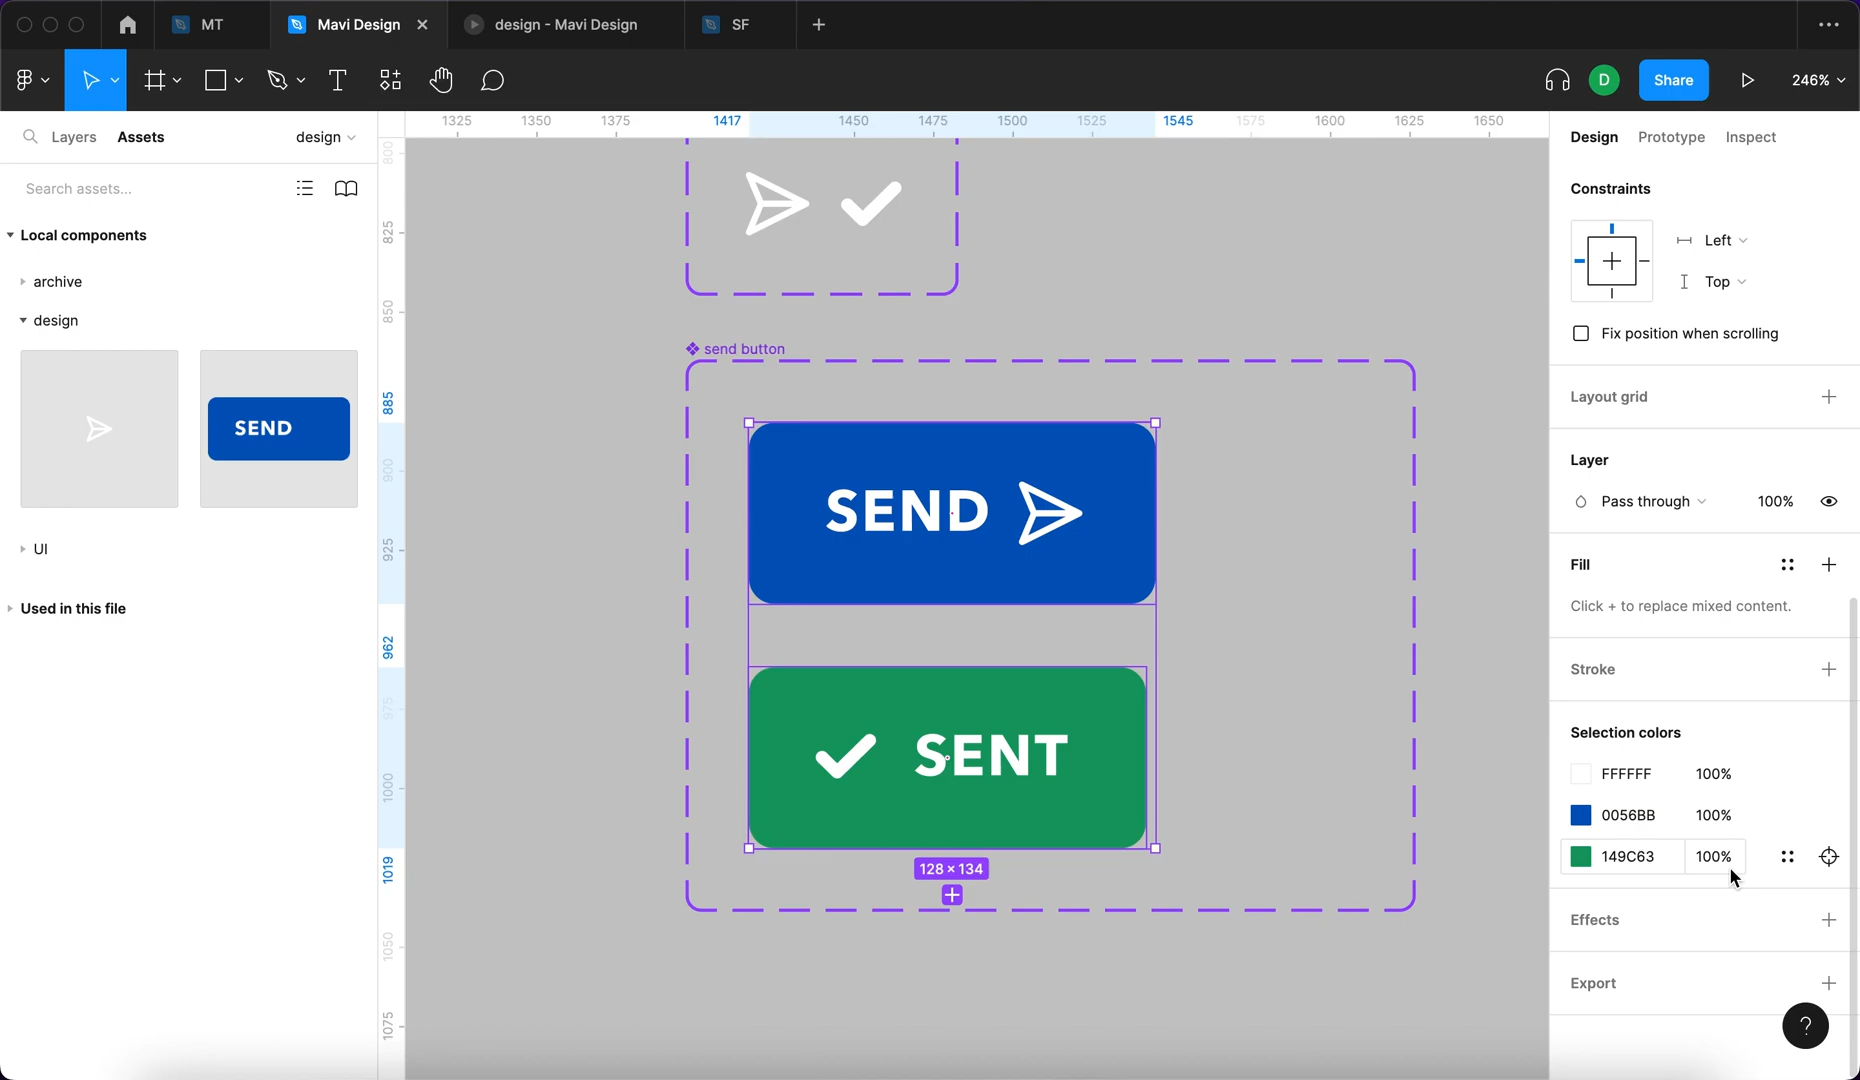 MT
Mavi Design
design - Mavi Design
SF
D
Share
246%
Layers
Assets
design
Search assets...
Local components
archive
design
SEND
UI
Used in this file
1325
1350
1375
1417
1450
1475
1500
1525
1545
1575
1600
1625
1650
800
825
850
885
900
925
962
975
1000
1019
1050
1075
send button
SEND
SENT
128 × 134
Design
Prototype
Inspect
Constraints
Left
Top
Fix position when scrolling
Layout grid
Layer
Pass through
100%
Fill
Click + to replace mixed content.
Stroke
Selection colors
FFFFFF 100%
0056BB 100%
149C63 100%
Effects
Export
?